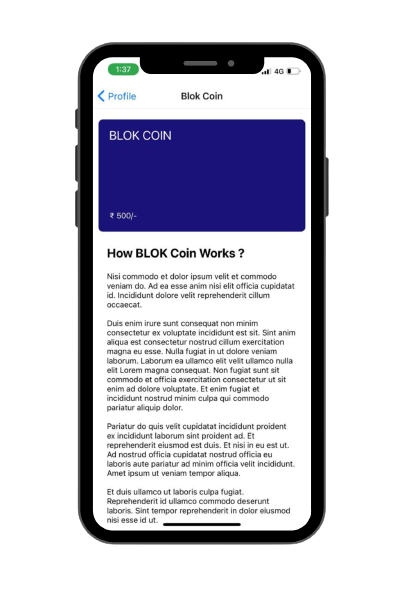 1:37
4G
Profile
Blok Coin
BLOK COIN
₹ 500/-
How BLOK Coin Works ?
Nisi commodo et dolor ipsum velit et commodo
veniam do. Ad ea esse anim nisi elit officia cupidatat
id. Incididunt dolore velit reprehenderit cillum
occaecat.
Duis enim irure sunt consequat non minim
consectetur ex voluptate incididunt est sit. Sint anim
aliqua est consectetur nostrud cillum exercitation
magna eu esse. Nulla fugiat in ut dolore veniam
laborum. Laborum ea ullamco elit velit ullamco nulla
elit Lorem magna consequat. Non fugiat sunt sit
commodo et officia exercitation consectetur ut sit
enim ad dolore voluptate. Et enim fugiat et
incididunt nostrud minim culpa qui commodo
pariatur aliquip dolor.
Pariatur do quis velit cupidatat incididunt proident
ex incididunt laborum sint proident ad. Et
reprehenderit eiusmod est duis. Et nisi in eu est ut.
Ad nostrud officia cupidatat nostrud officia eu
laboris aute pariatur ad minim officia velit incididunt.
Amet ipsum ut veniam tempor aliqua.
Et duis ullamco ut laboris culpa fugiat.
Reprehenderit id ullamco commodo deserunt
laboris. Sint tempor reprehenderit in dolor eiusmod
nisi esse id ut.